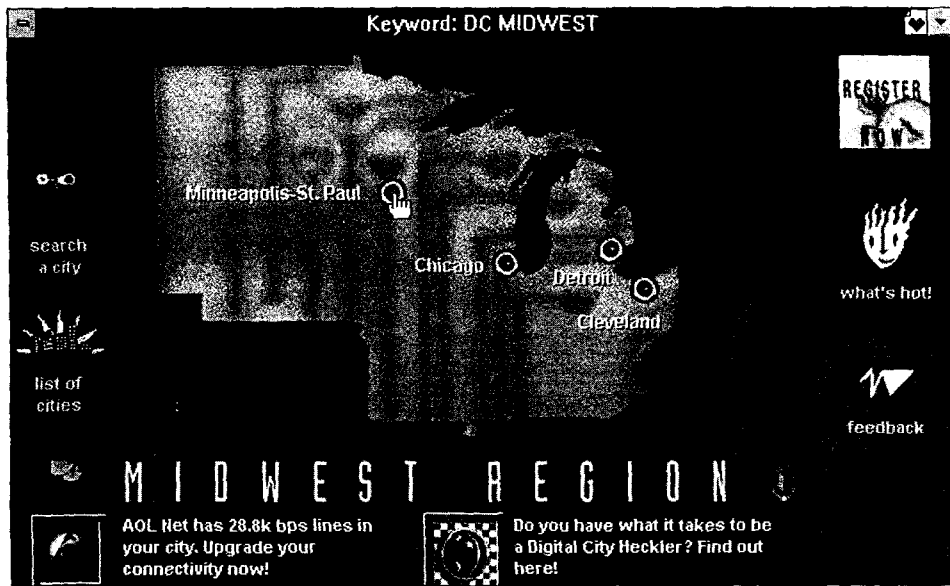 Keyword: DC MIDWEST
REGISTER
NOW
Minneapolis-St. Paul
search
a city
Chicago
Detroit
Cleveland
what's hot!
list of
cities
feedback
MIDWEST REGION
AOL Net has 28.8k bps lines in
your city. Upgrade your
connectivity now!
Do you have what it takes to be
a Digital City Heckler? Find out
here!